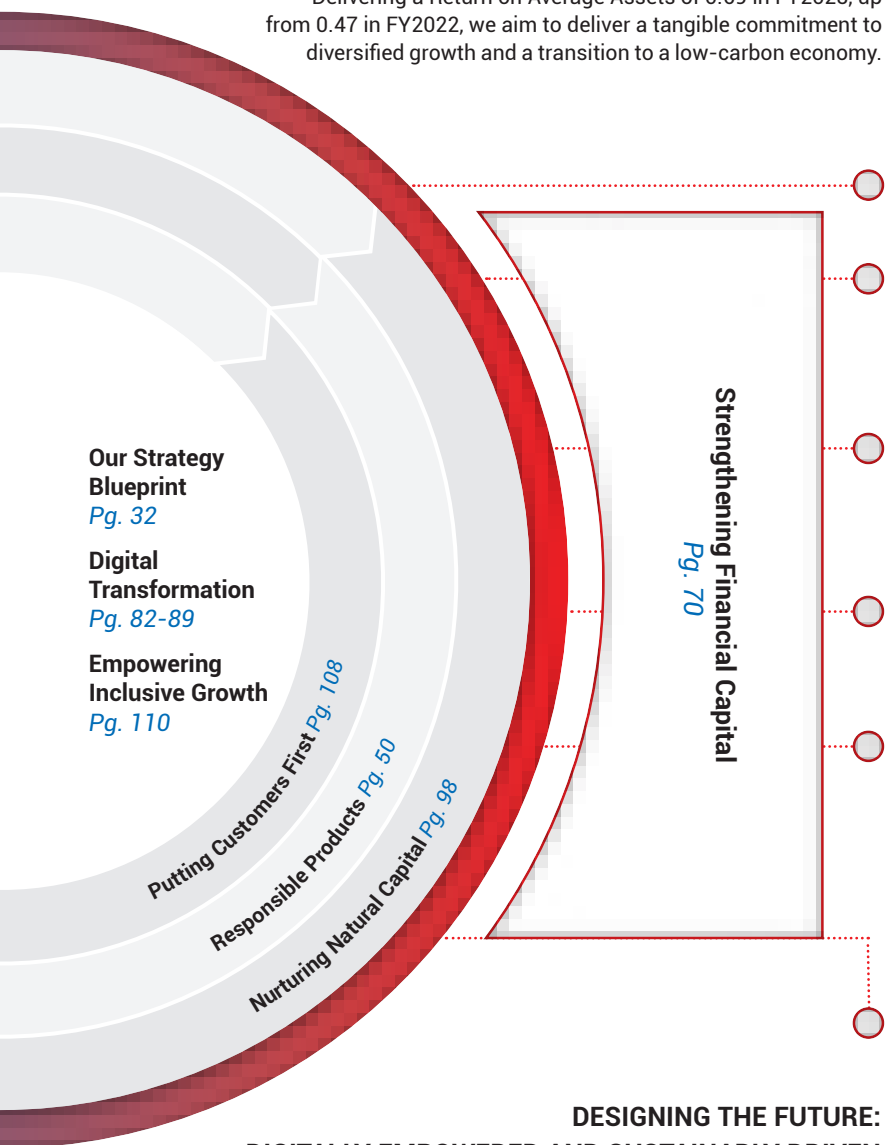 from 0.47 in FY2022, we aim to deliver a tangible commitment to
diversified growth and a transition to a low-carbon economy.
Our Strategy
Blueprint
Pg. 32
Digital
Transformation
Pg. 82-89
Empowering
Inclusive Growth
Pg. 110
Putting Customers First Pg. 108
Responsible Products Pg. 50
Nurturing Natural Capital Pg. 98
Strengthening Financial Capital
Pg. 70
DESIGNING THE FUTURE: